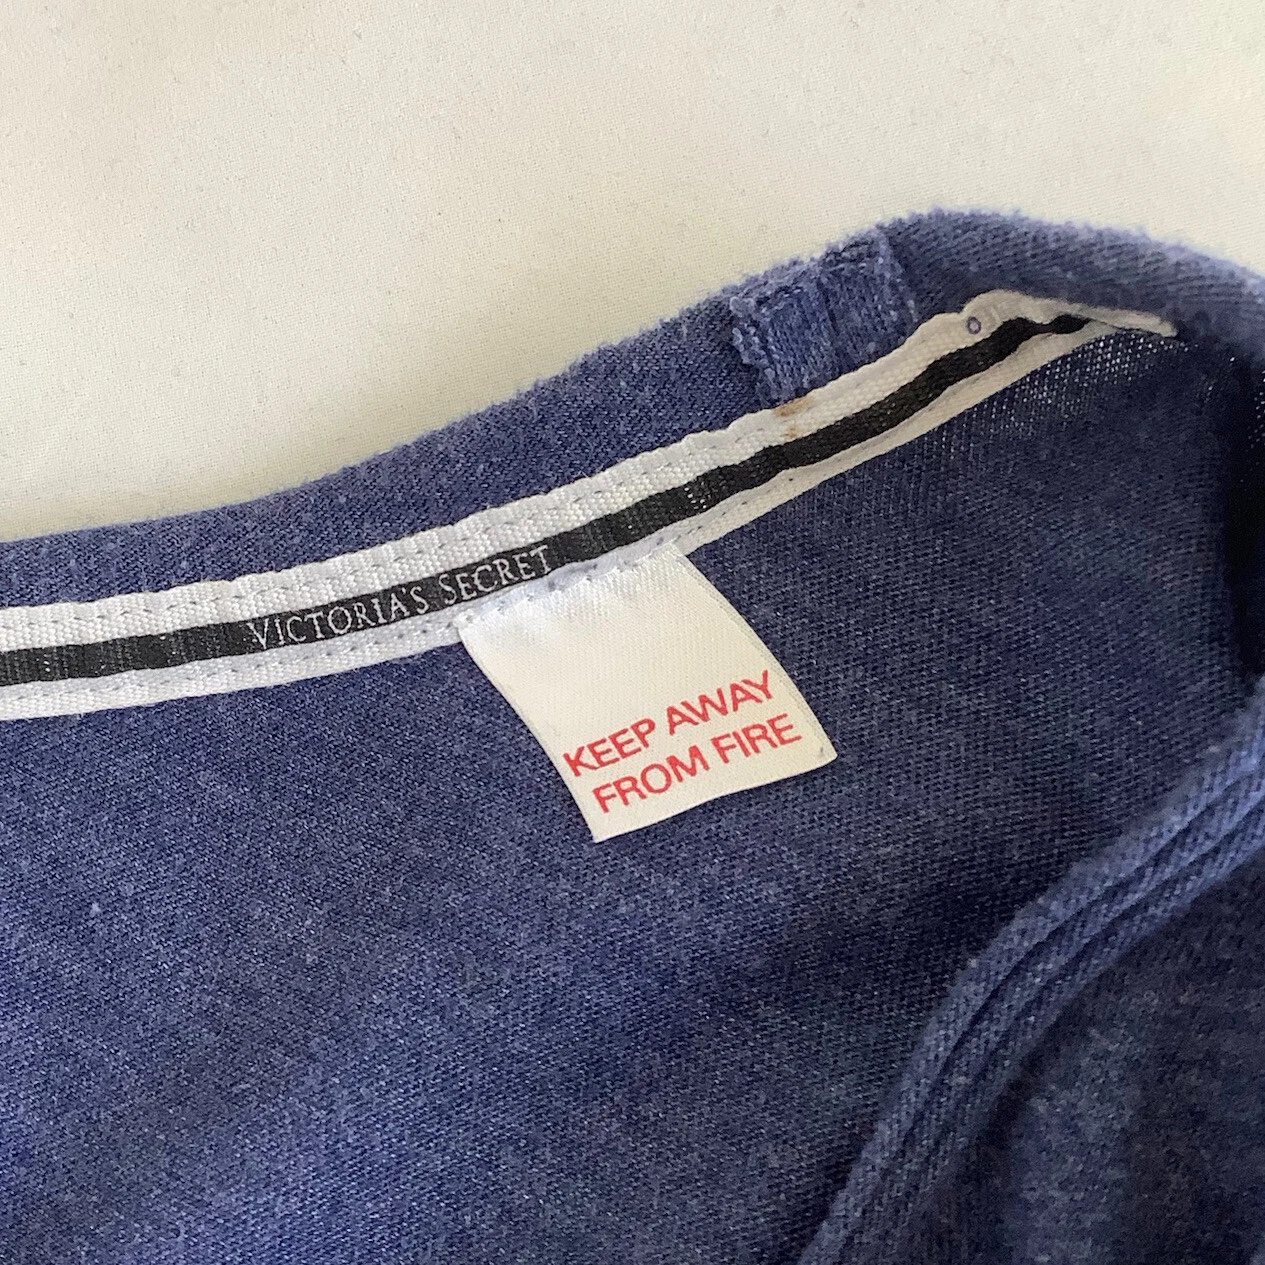 VICTORIA'S SECRET
KEEP AWAY
FROM FIRE